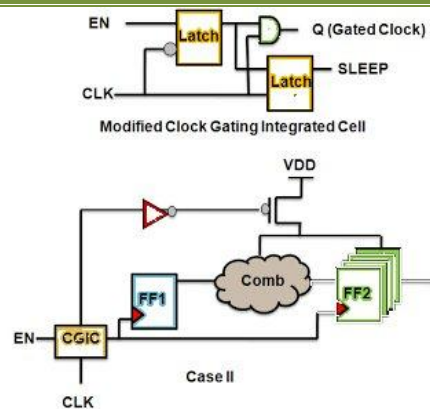 EN
Latch
Q (Gated Clock)
Latch
SLEEP
CLK
Modified Clock Gating Integrated Cell
VDD
FF1
Comb
FF2
EN
CGIC
Case II
CLK